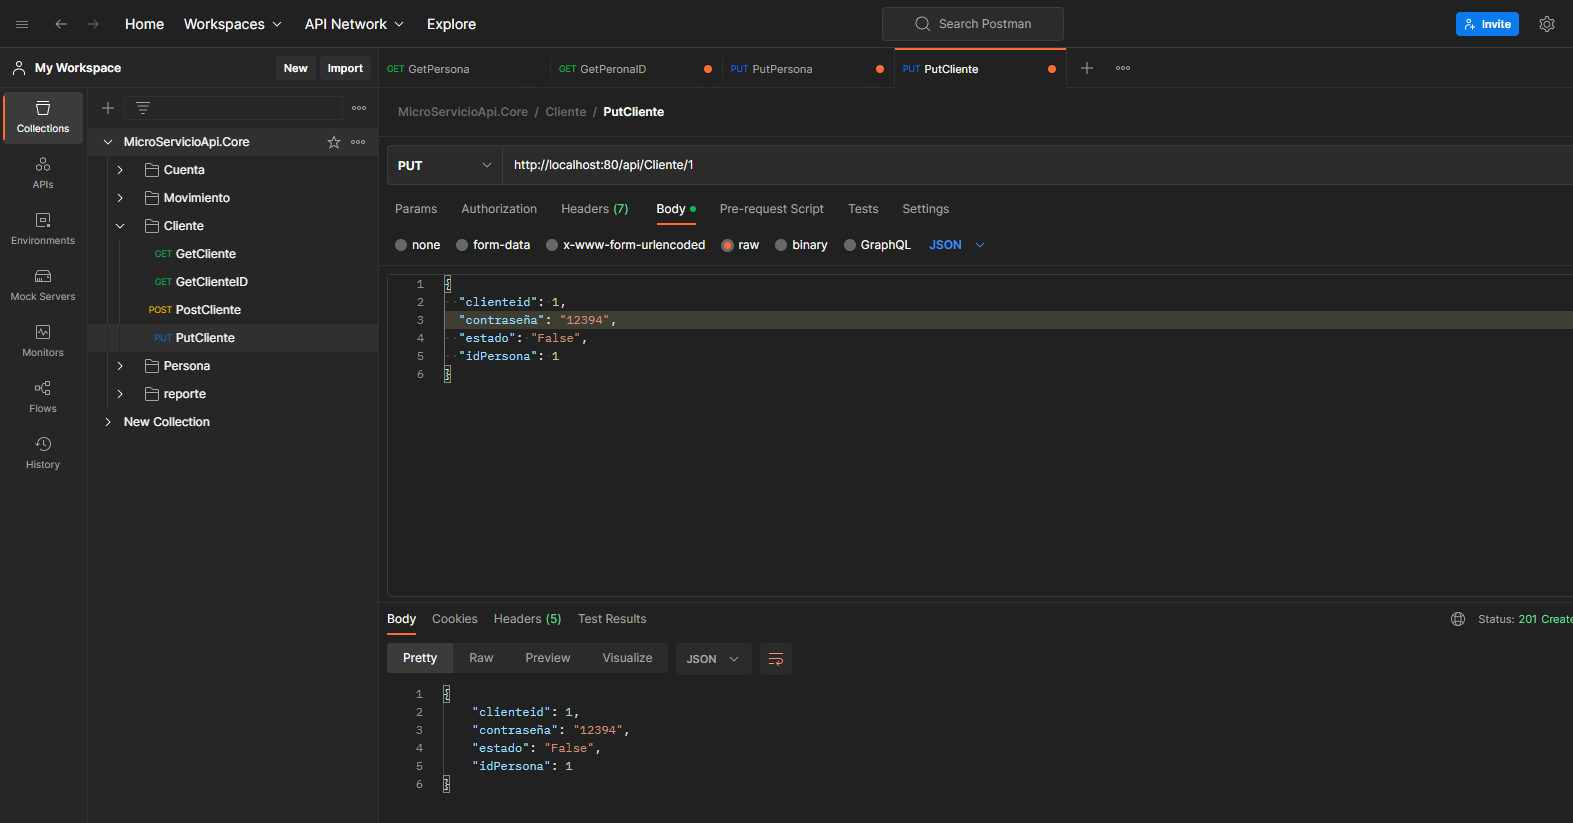 Home Workspaces API Network Explore Search Postman Invite
My Workspace New Import
GET GetPersona GET GetPeronaID PUT PutPersona PUT PutCliente
Collections
APIs
Environments
Mock Servers
Monitors
Flows
History
MicroServicioApi.Core
Cuenta
Movimiento
Cliente
GET GetCliente
GET GetClienteID
POST PostCliente
PUT PutCliente
Persona
reporte
New Collection
MicroServicioApi.Core / Cliente / PutCliente
PUT http://localhost:80/api/Cliente/1
Params Authorization Headers (7) Body Pre-request Script Tests Settings
none form-data x-www-form-urlencoded raw binary GraphQL JSON
1 {
2 "clienteid": 1,
3 "contraseña": "12394",
4 "estado": "False",
5 "idPersona": 1
6 }
Body Cookies Headers (5) Test Results Status: 201 Create
Pretty Raw Preview Visualize JSON
1 {
2 "clienteid": 1,
3 "contraseña": "12394",
4 "estado": "False",
5 "idPersona": 1
6 }